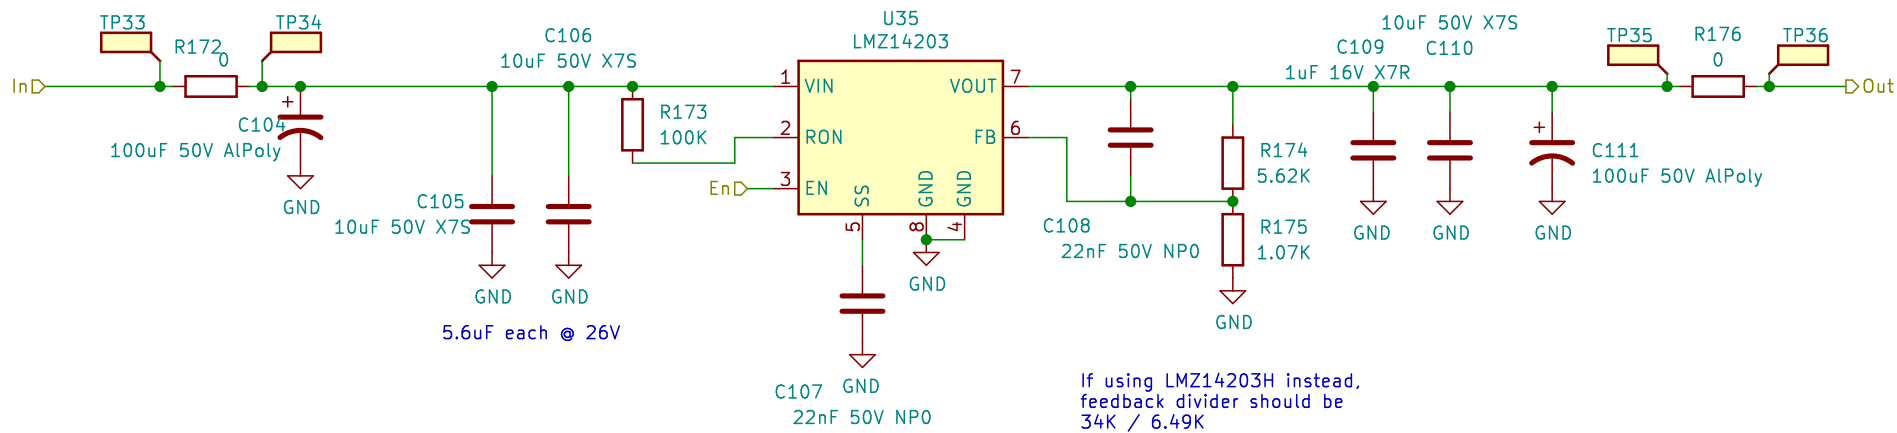 TP33
TP34
R172
0
In
C104
100uF 50V AlPoly
GND
C106
10uF 50V X7S
C105
10uF 50V X7S
GND
GND
5.6uF each @ 26V
R173
100K
En
U35
LMZ14203
1
VIN
2
RON
3
EN
VOUT
7
FB
6
SS
5
GND
8
GND
4
GND
GND
C107
22nF 50V NP0
C108
22nF 50V NP0
R174
5.62K
R175
1.07K
GND
10uF 50V X7S
C109
C110
1uF 16V X7R
GND
GND
C111
100uF 50V AlPoly
GND
TP35
TP36
R176
0
Out
If using LMZ14203H instead,
feedback divider should be
34K / 6.49K